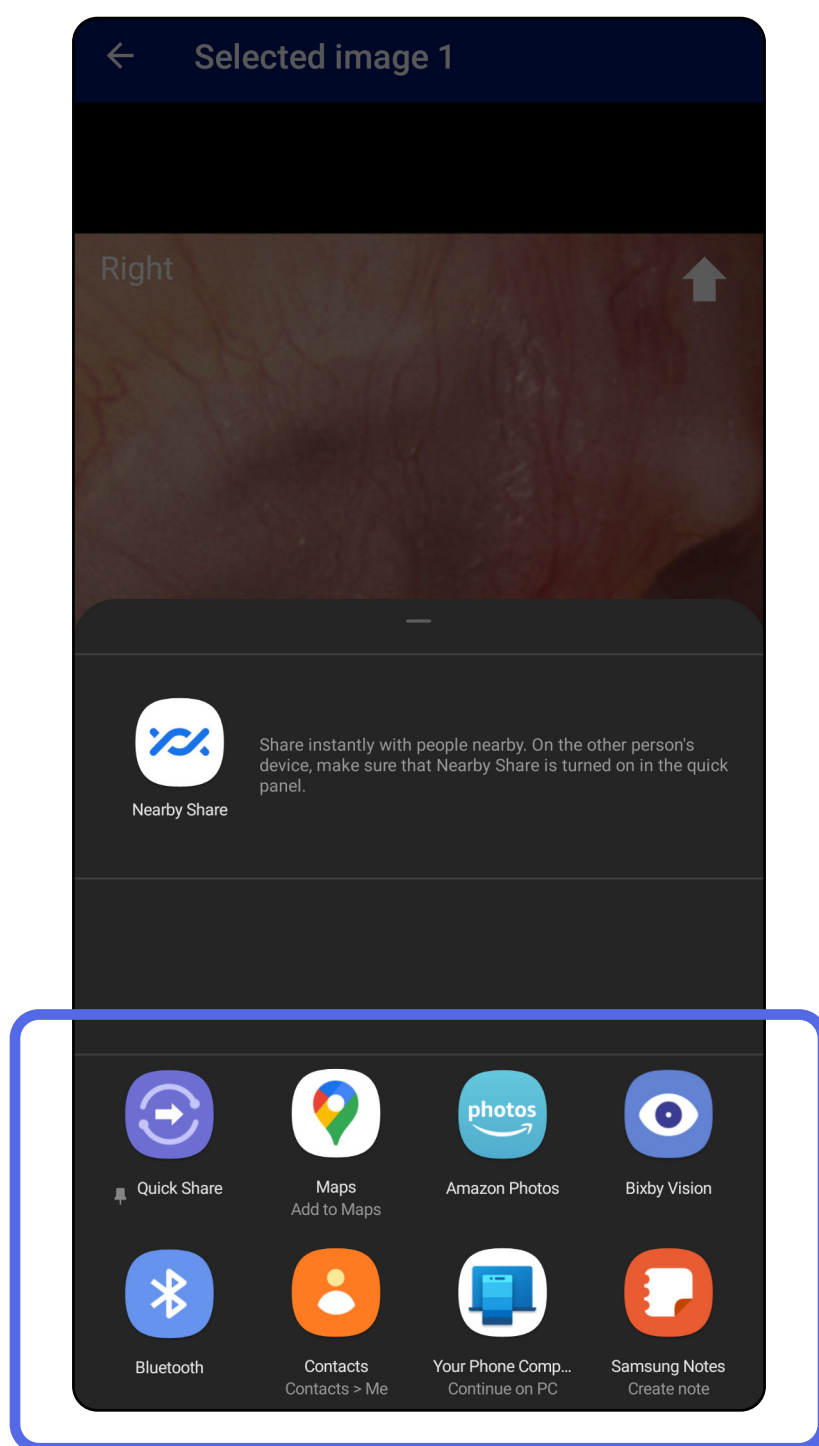 Selected image 1
Right
Share instantly with people nearby. On the other person's
device, make sure that Nearby Share is turned on in the quick
panel.
Nearby Share
photos
Quick Share
Maps
Add to Maps
Amazon Photos
Bixby Vision
Bluetooth
Contacts
Contacts > Me
Your Phone Comp...
Continue on PC
Samsung Notes
Create note